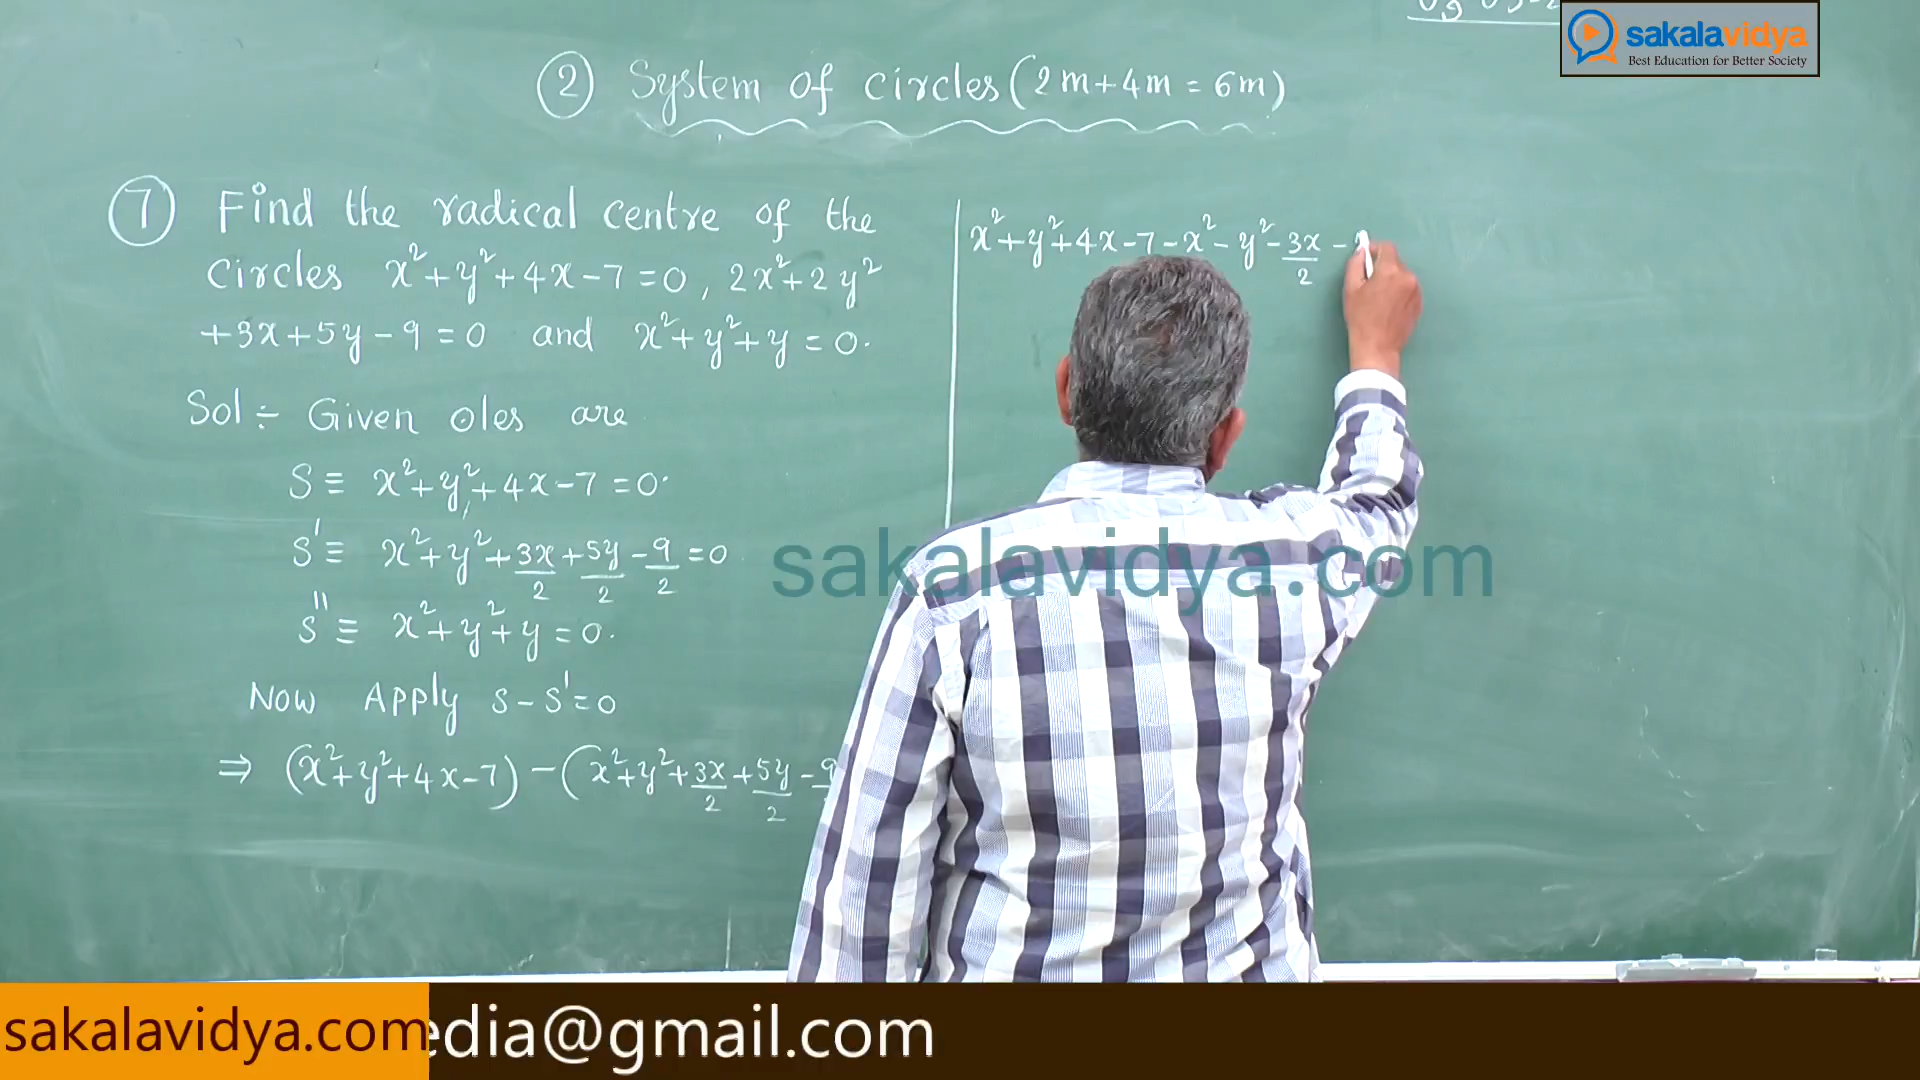 sakalavidya
Best Education for Better Society
② System of circles (2m+4m = 6m)
⑦ Find the radical centre of the
circles x²+y²+4x-7=0, 2x²+2y²
+3x+5y-9=0 and x²+y²+y=0.
Sol ÷ Given ⊙les are
S ≡ x²+y²+4x-7=0.
S' ≡ x²+y²+3x/2+5y/2-9/2=0
S'' ≡ x²+y²+y=0.
Now Apply S-S'=0
⇒ (x²+y²+4x-7)-(x²+y²+3x/2+5y/2-9
x²+y²+4x-7-x²-y²-3x/2-
sakalavidya.com
sakalavidya.com
edia@gmail.com